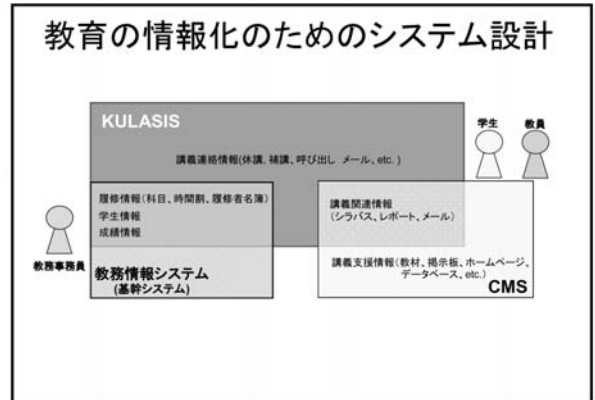 教育の情報化のためのシステム設計
KULASIS
学生
教員
講義連絡情報(休講、補講、呼び出し メール、etc.)
履修情報(科目、時間割、履修者名簿)
学生情報
成績情報
講義関連情報
(シラバス、レポート、メール)
教務事務員
教務情報システム
(基幹システム)
講義支援情報(教材、掲示板、ホームページ、
データベース、etc.)
CMS